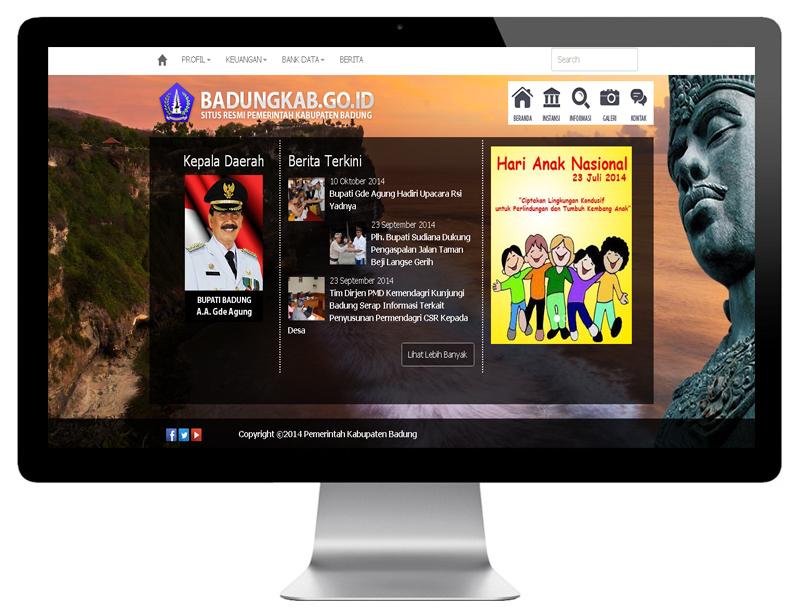 PROFIL
KEUANGAN
BANK DATA
BERITA
Search
BADUNGKAB.GO.ID
SITUS RESMI PEMERINTAH KABUPATEN BADUNG
BERANDA
INSTANSI
INFORMASI
GALERI
KONTAK
Kepala Daerah
BUPATI BADUNG
A.A. Gde Agung
Berita Terkini
10 Oktober 2014
Bupati Gde Agung Hadiri Upacara Rsi
Yadnya
23 September 2014
Plh. Bupati Sudiana Dukung
Pengaspalan Jalan Taman
Beji Langse Gerih
23 September 2014
Tim Dirjen PMD Kemendagri Kunjungi
Badung Serap Informasi Terkait
Penyusunan Permendagri CSR Kepada
Desa
Lihat Lebih Banyak
Hari Anak Nasional
23 Juli 2014
"Ciptakan Lingkungan Kondusif
untuk Perlindungan dan Tumbuh Kembang Anak"
Copyright ©2014 Pemerintah Kabupaten Badung